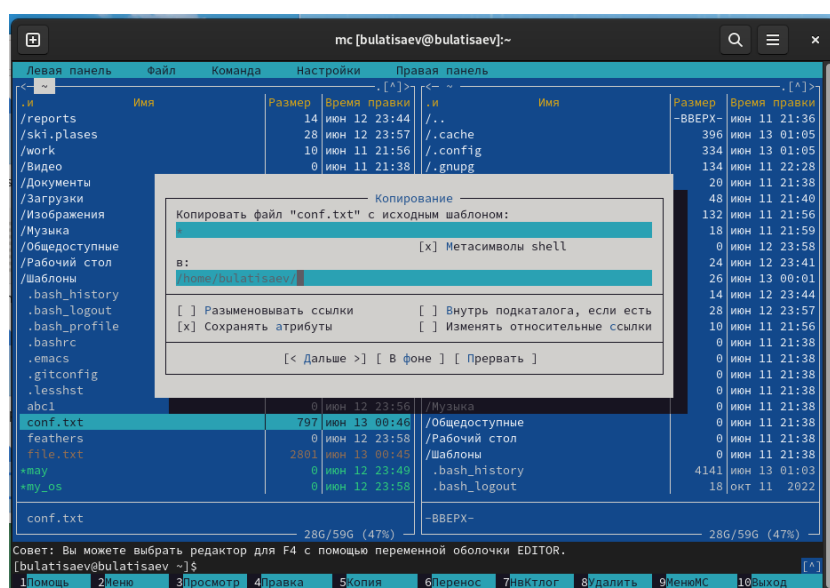 mc [bulatisaev@bulatisaev]:~
Левая панель Файл Команда Настройки Правая панель
<— ~ .[^]> <— ~ .[^]>
.и Имя Размер Время правки .и Имя Размер Время правки
/reports 14 июн 12 23:44 /.. -ВВЕРХ- июн 11 21:36
/ski.plases 28 июн 12 23:57 /.cache 396 июн 13 01:05
/work 10 июн 11 21:56 /.config 334 июн 13 01:05
/Видео 0 июн 11 21:38 /.gnupg 134 июн 11 22:28
/Документы 20 июн 11 21:38
/Загрузки Копирование 48 июн 11 21:40
/Изображения Копировать файл "conf.txt" с исходным шаблоном: 132 июн 11 21:56
/Музыка * 18 июн 11 21:59
/Общедоступные [x] Метасимволы shell 0 июн 12 23:58
/Рабочий стол в: 24 июн 12 23:41
/Шаблоны /home/bulatisaev/ 26 июн 13 00:01
.bash_history 14 июн 12 23:44
.bash_logout [ ] Разыменовывать ссылки [ ] Внутрь подкаталога, если есть 28 июн 12 23:57
.bash_profile [x] Сохранять атрибуты [ ] Изменять относительные ссылки 10 июн 11 21:56
.bashrc 0 июн 11 21:38
.emacs [< Дальше >] [ В фоне ] [ Прервать ] 0 июн 11 21:38
.gitconfig 0 июн 11 21:38
.lesshst 0 июн 11 21:38
abc1 0 июн 12 23:56 /Музыка 0 июн 11 21:38
conf.txt 797 июн 13 00:46 /Общедоступные 0 июн 11 21:38
feathers 0 июн 12 23:58 /Рабочий стол 0 июн 11 21:38
file.txt 2801 июн 13 00:45 /Шаблоны 0 июн 11 21:38
*may 0 июн 12 23:49 .bash_history 4141 июн 13 01:03
*my_os 0 июн 12 23:58 .bash_logout 18 окт 11 2022
conf.txt -ВВЕРХ-
28G/59G (47%) 28G/59G (47%)
Совет: Вы можете выбрать редактор для F4 с помощью переменной оболочки EDITOR.
[bulatisaev@bulatisaev ~]$ [^]
1Помощь 2Меню 3Просмотр 4Правка 5Копия 6Перенос 7НвКтлог 8Удалить 9МенюМС 10Выход